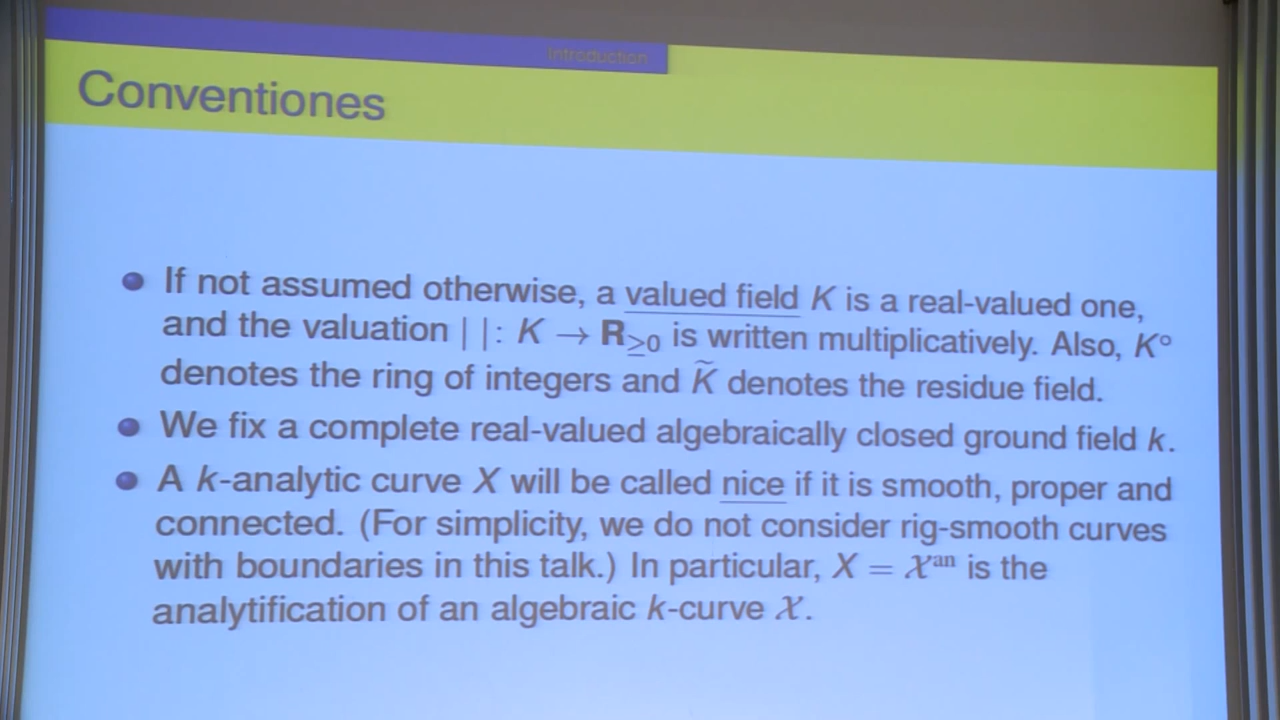 Introduction
Conventiones
If not assumed otherwise, a valued field K is a real-valued one,
and the valuation | |: K → R≥0 is written multiplicatively. Also, K°
denotes the ring of integers and K̃ denotes the residue field.
We fix a complete real-valued algebraically closed ground field k.
A k-analytic curve X will be called nice if it is smooth, proper and
connected. (For simplicity, we do not consider rig-smooth curves
with boundaries in this talk.) In particular, X = 𝒳ᵃⁿ is the
analytification of an algebraic k-curve 𝒳.